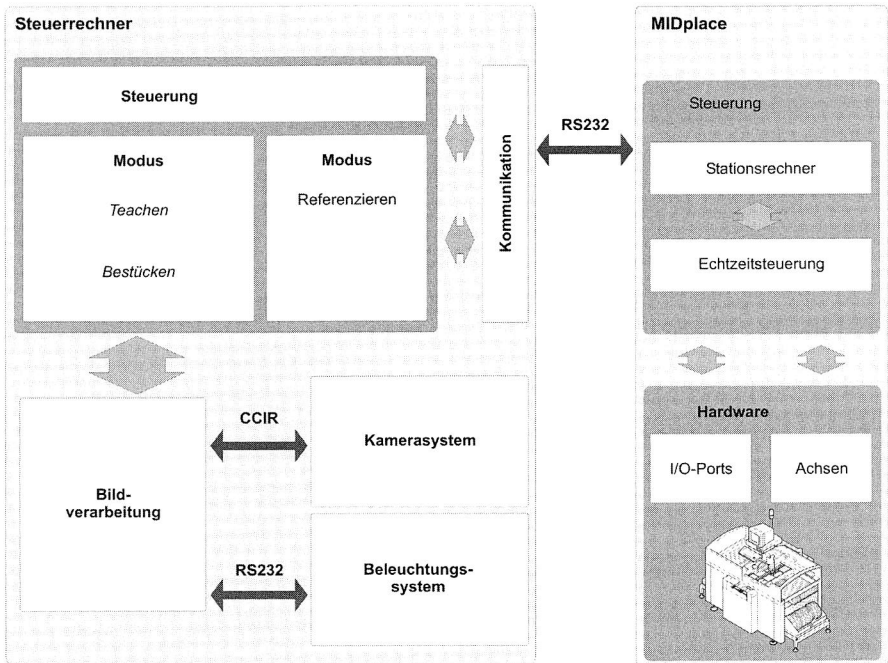 Steuerrechner
Steuerung
Modus
Teachen
Bestücken
Modus
Referenzieren
Kommunikation
RS232
MIDplace
Steuerung
Stationsrechner
Echtzeitsteuerung
Bild-
verarbeitung
CCIR
Kamerasystem
RS232
Beleuchtungs-
system
Hardware
I/O-Ports
Achsen